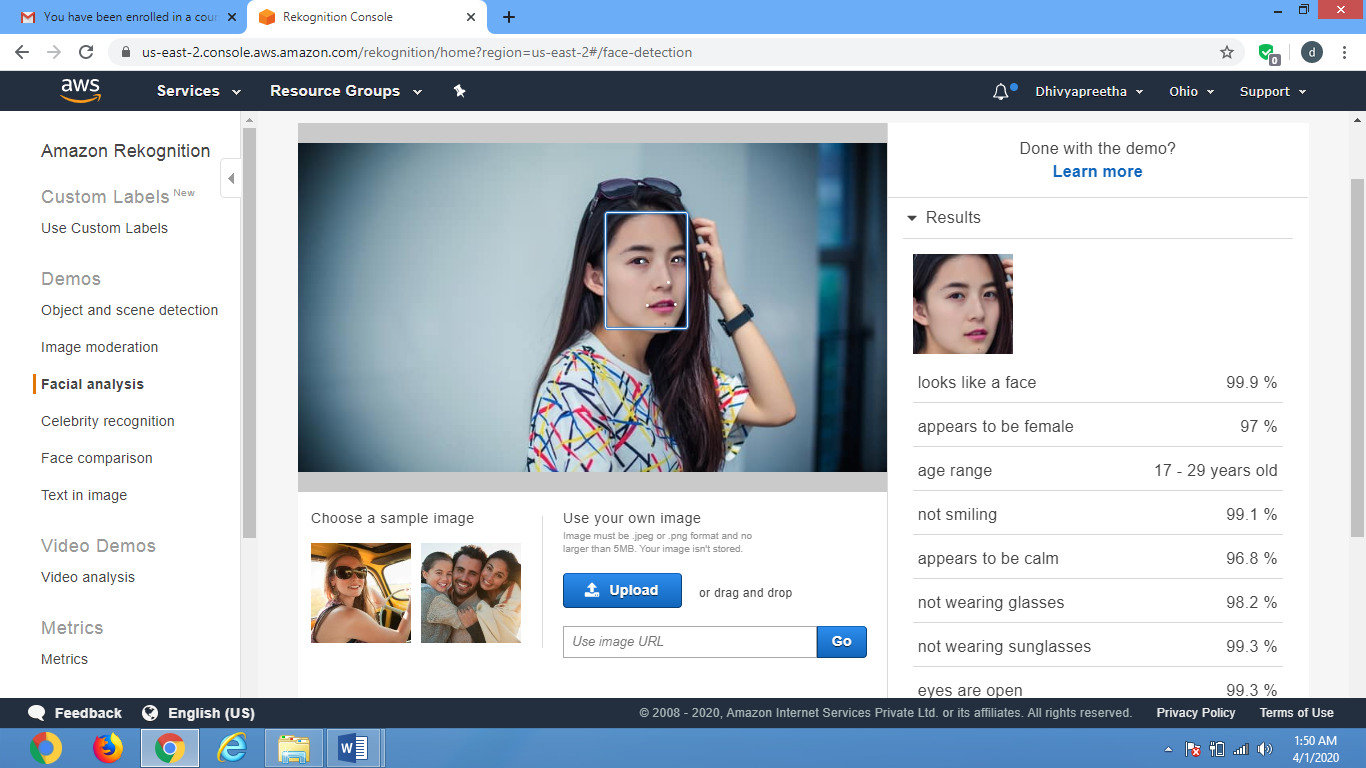 You have been enrolled in a cour
Rekognition Console
us-east-2.console.aws.amazon.com/rekognition/home?region=us-east-2#/face-detection
0
d
aws
Services
Resource Groups
Dhivyapreetha
Ohio
Support
Amazon Rekognition
Custom Labels New
Use Custom Labels
Demos
Object and scene detection
Image moderation
Facial analysis
Celebrity recognition
Face comparison
Text in image
Video Demos
Video analysis
Metrics
Metrics
Choose a sample image
Use your own image
Image must be .jpeg or .png format and no
larger than 5MB. Your image isn't stored.
Upload
or drag and drop
Use image URL
Go
Done with the demo?
Learn more
Results
looks like a face 99.9 %
appears to be female 97 %
age range 17 - 29 years old
not smiling 99.1 %
appears to be calm 96.8 %
not wearing glasses 98.2 %
not wearing sunglasses 99.3 %
eyes are open 99.3 %
Feedback
English (US)
© 2008 - 2020, Amazon Internet Services Private Ltd. or its affiliates. All rights reserved.
Privacy Policy
Terms of Use
W
1:50 AM
4/1/2020